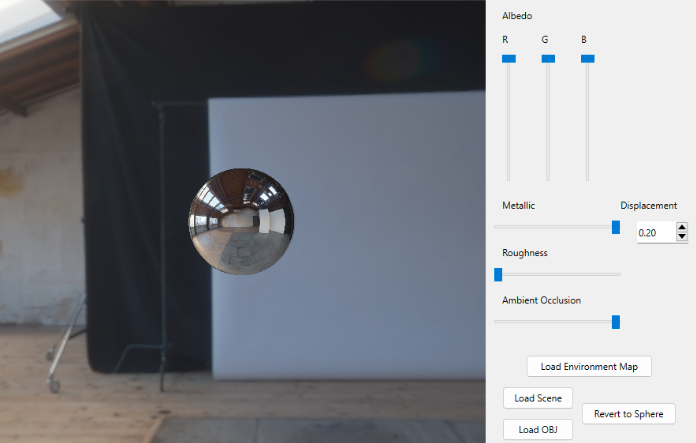 Albedo
R G B
Metallic Displacement
0.20
Roughness
Ambient Occlusion
Load Environment Map
Load Scene
Revert to Sphere
Load OBJ